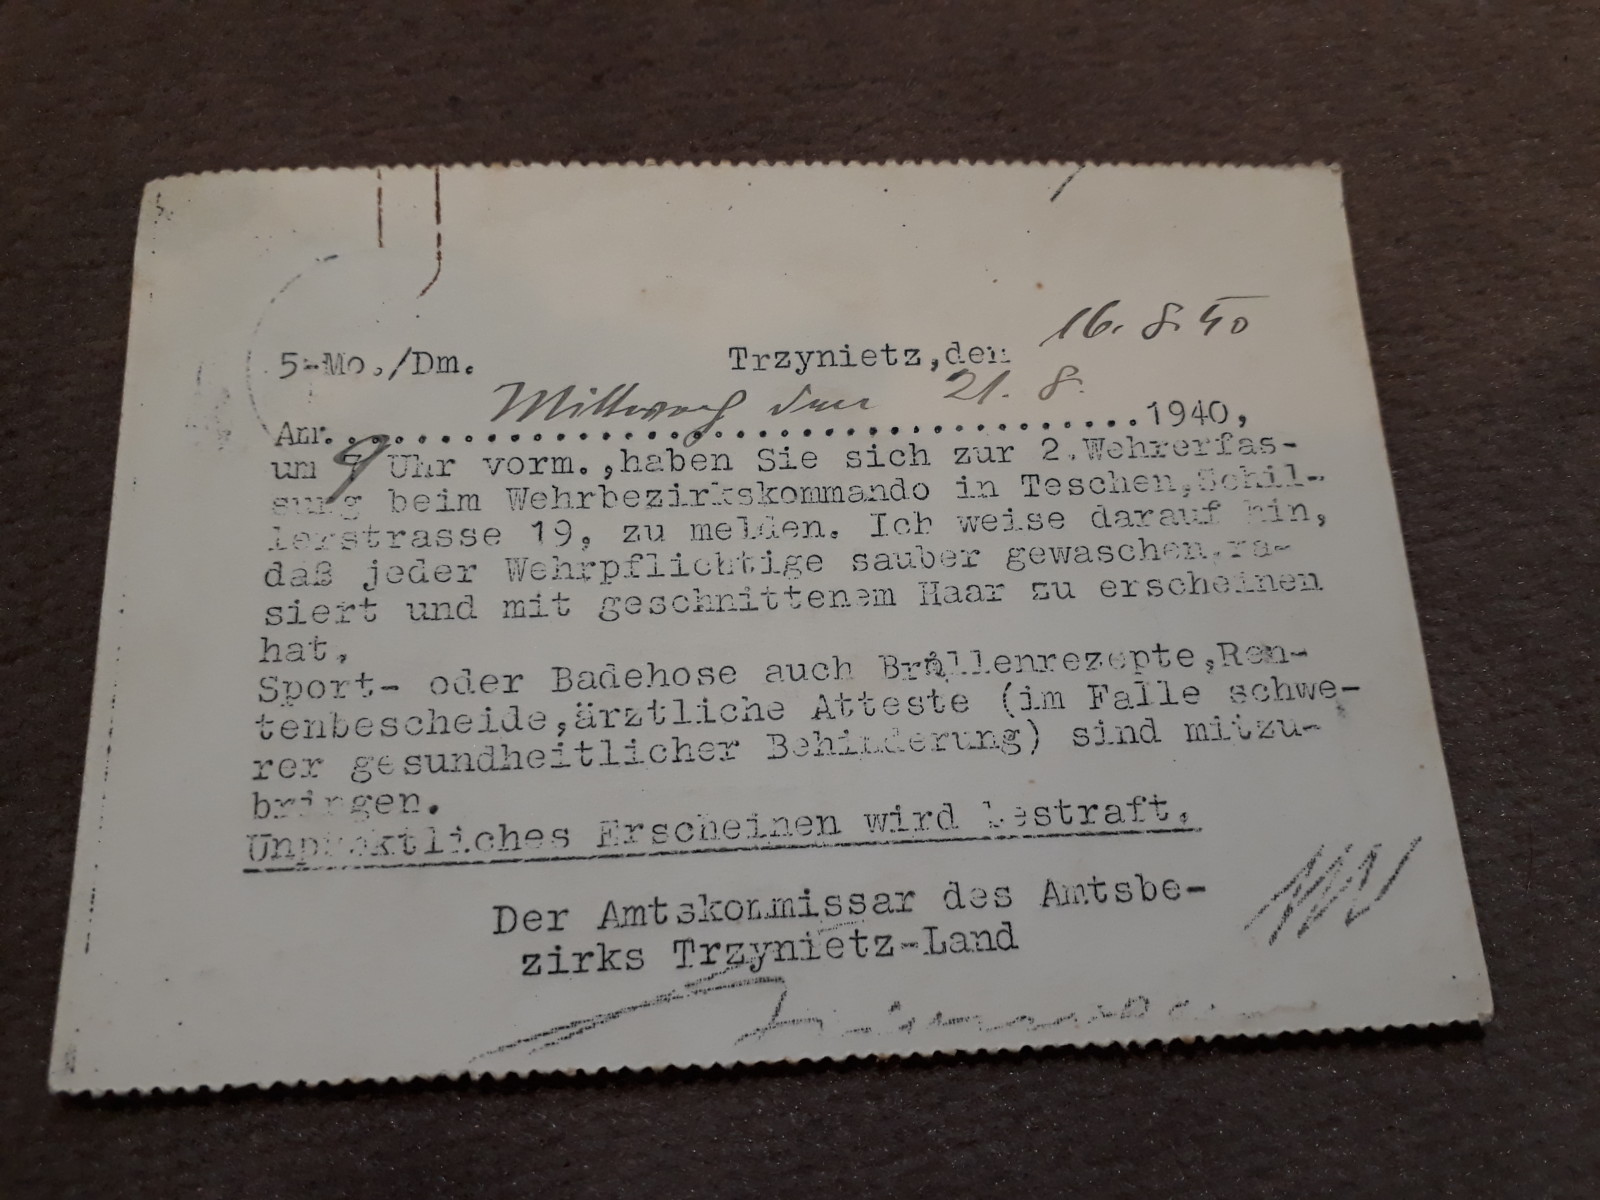 16. 8. 40
5-Mo./Dm. Trzynietz,den
Mittwoch den 21. 8.
Am. .................................1940,
um 9 Uhr vorm.,haben Sie sich zur 2.Wehrerfas-
sung beim Wehrbezirkskommando in Teschen,Schil-
lerstrasse 19, zu melden. Ich weise darauf hin,
daß jeder Wehrpflichtige sauber gewaschen,ra-
siert und mit geschnittenem Haar zu erscheinen
hat,
Sport- oder Badehose auch Brillenrezepte,Ren-
tenbescheide,ärztliche Atteste (im Falle schwe-
rer gesundheitlicher Behinderung) sind mitzu-
bringen.
Unpünktliches Erscheinen wird bestraft.
Der Amtskommissar des Amtsbe-
zirks Trzynietz-Land